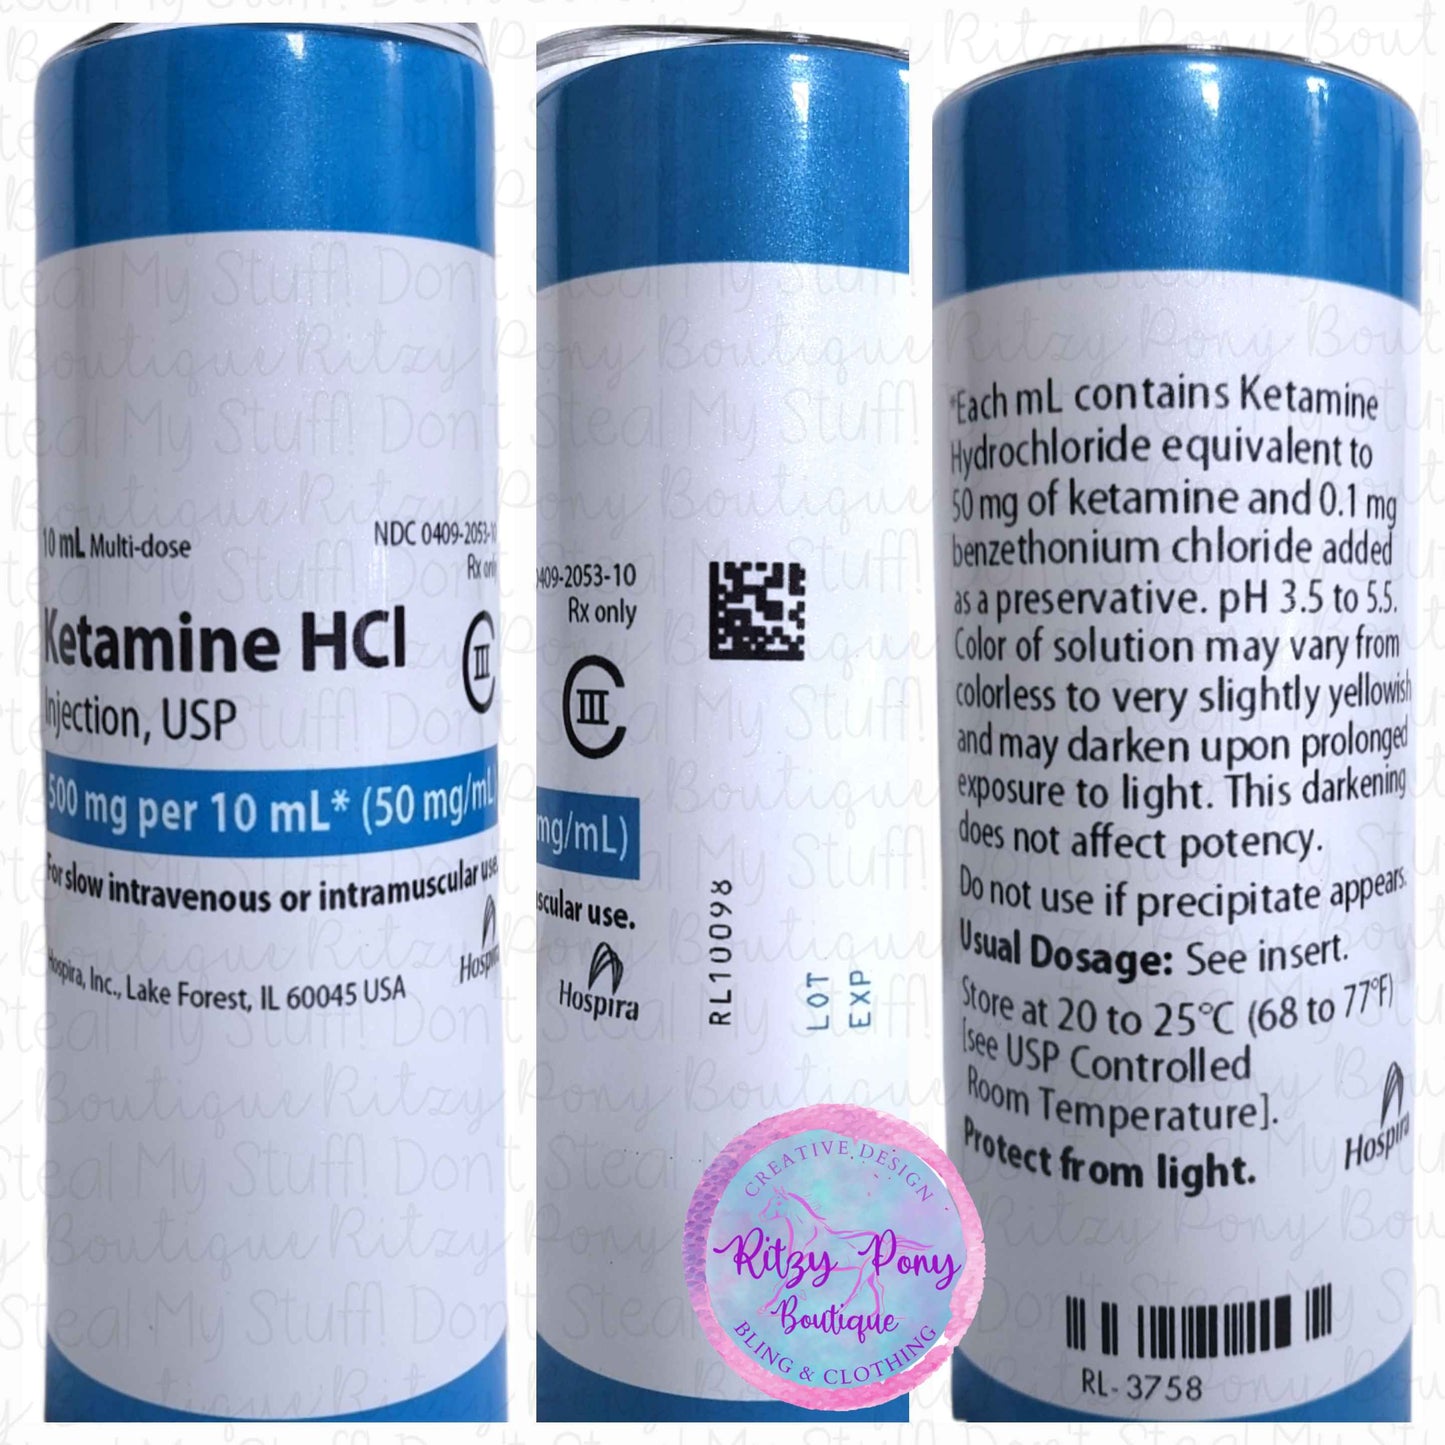 10 mL Multi-dose
NDC 0409-2053-10
Rx only
Ketamine HCl
CIII
Injection, USP
500 mg per 10 mL* (50 mg/mL)
For slow intravenous or intramuscular use.
Hospira
Hospira, Inc., Lake Forest, IL 60045 USA
0409-2053-10
Rx only
CIII
mg/mL)
scular use.
Hospira
RL10098
LOT
EXP
*Each mL contains Ketamine
Hydrochloride equivalent to
50 mg of ketamine and 0.1 mg
benzethonium chloride added
as a preservative. pH 3.5 to 5.5.
Color of solution may vary from
colorless to very slightly yellowish
and may darken upon prolonged
exposure to light. This darkening
does not affect potency.
Do not use if precipitate appears.
Usual Dosage: See insert.
Store at 20 to 25°C (68 to 77°F)
[see USP Controlled
Room Temperature].
Protect from light.
Hospira
RL-3758
CREATIVE DESIGN
Ritzy Pony
Boutique
BLING & CLOTHING
Ritzy Pony Boutique
Don't Steal My Stuff!